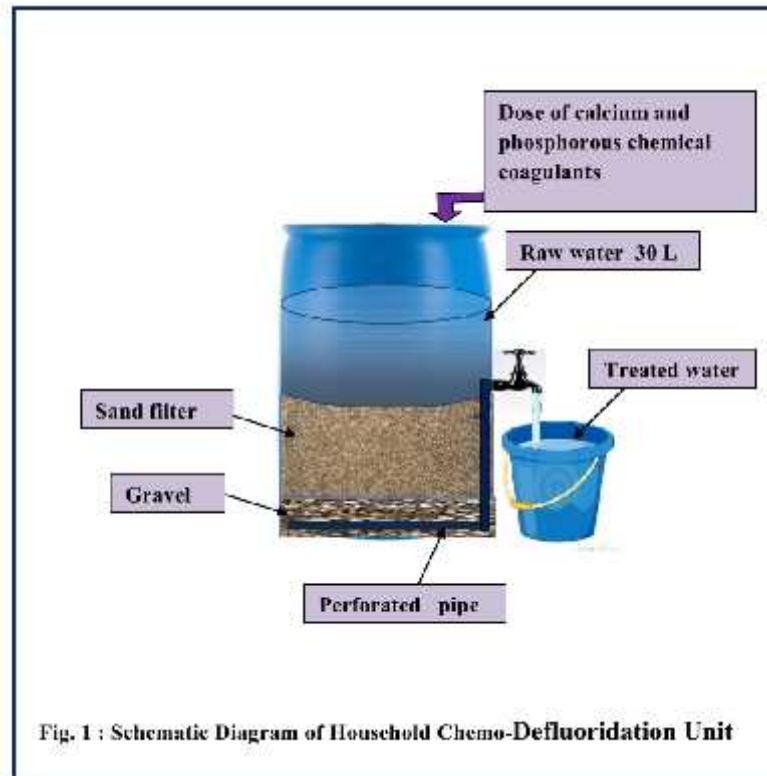 Dose of calcium and
phosphorous chemical
coagulants
Raw water 30 L
Treated water
Sand filter
Gravel
Perforated pipe
Fig. 1 : Schematic Diagram of Household Chemo-Defluoridation Unit